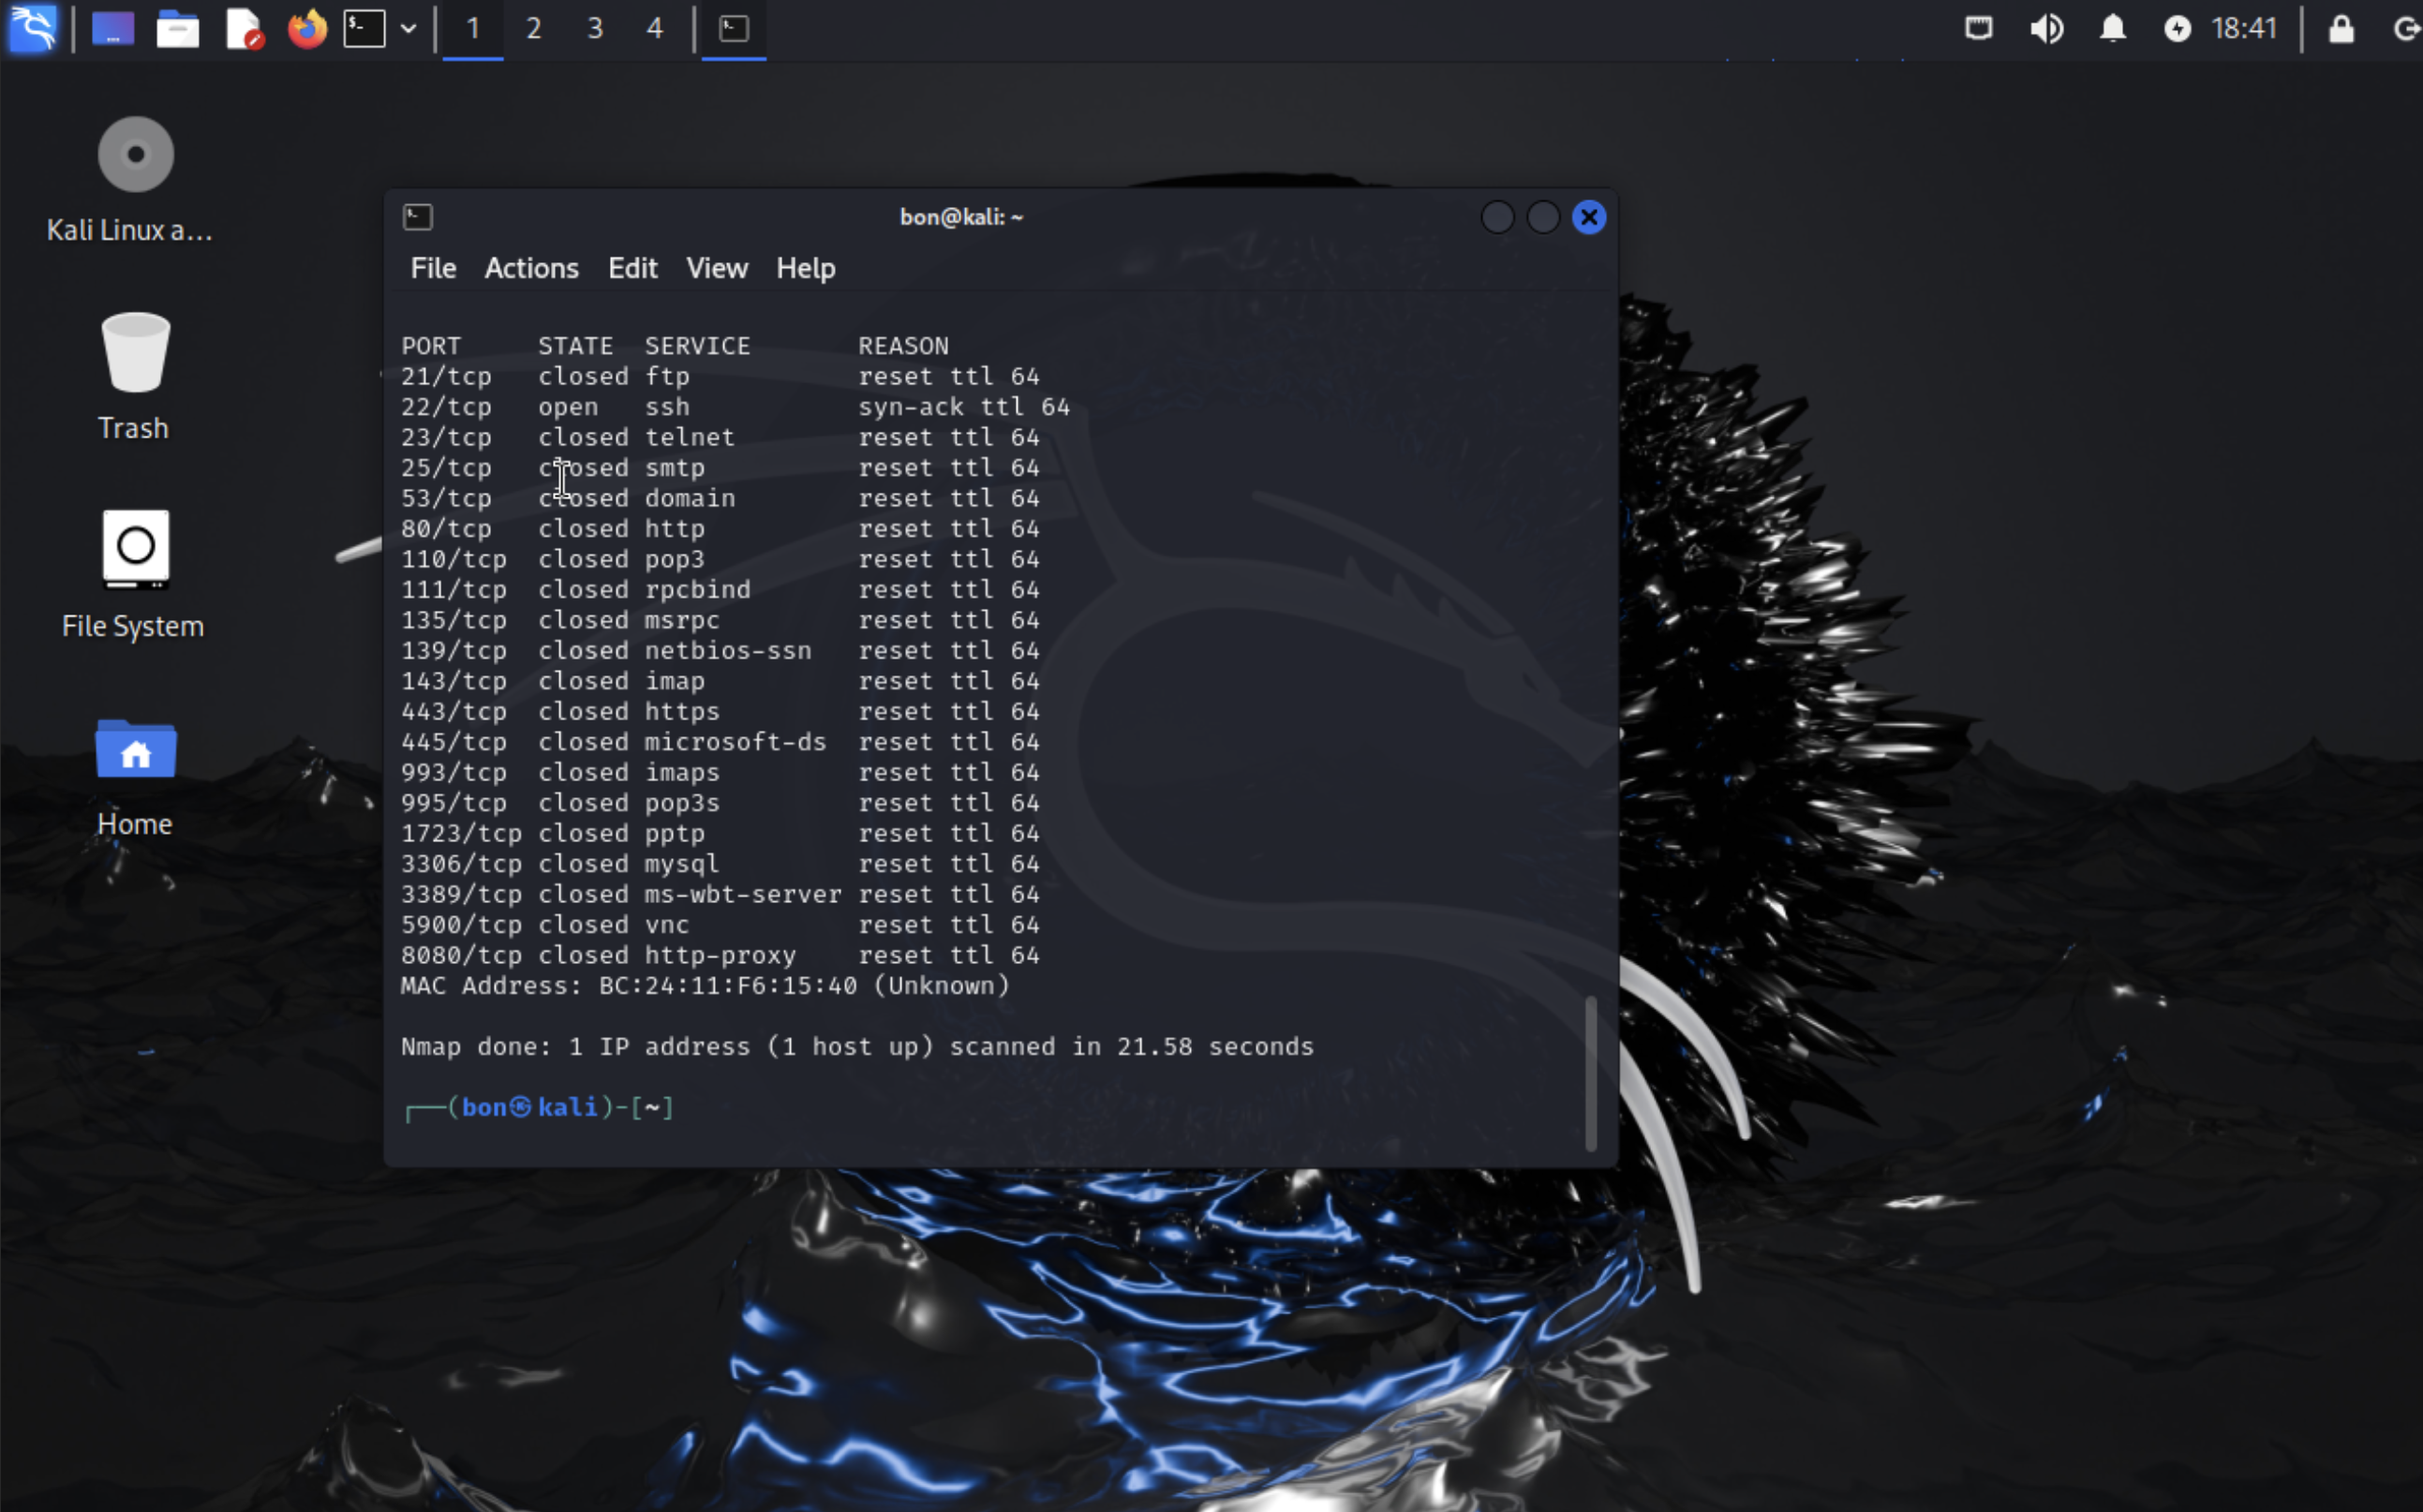 1 2 3 4
18:41
Kali Linux a...
Trash
File System
Home
bon@kali: ~
File Actions Edit View Help
PORT     STATE  SERVICE       REASON
21/tcp   closed ftp           reset ttl 64
22/tcp   open   ssh           syn-ack ttl 64
23/tcp   closed telnet        reset ttl 64
25/tcp   closed smtp          reset ttl 64
53/tcp   closed domain        reset ttl 64
80/tcp   closed http          reset ttl 64
110/tcp  closed pop3          reset ttl 64
111/tcp  closed rpcbind       reset ttl 64
135/tcp  closed msrpc         reset ttl 64
139/tcp  closed netbios-ssn   reset ttl 64
143/tcp  closed imap          reset ttl 64
443/tcp  closed https         reset ttl 64
445/tcp  closed microsoft-ds  reset ttl 64
993/tcp  closed imaps         reset ttl 64
995/tcp  closed pop3s         reset ttl 64
1723/tcp closed pptp          reset ttl 64
3306/tcp closed mysql         reset ttl 64
3389/tcp closed ms-wbt-server reset ttl 64
5900/tcp closed vnc           reset ttl 64
8080/tcp closed http-proxy    reset ttl 64
MAC Address: BC:24:11:F6:15:40 (Unknown)
Nmap done: 1 IP address (1 host up) scanned in 21.58 seconds
┌──(bon㉿kali)-[~]